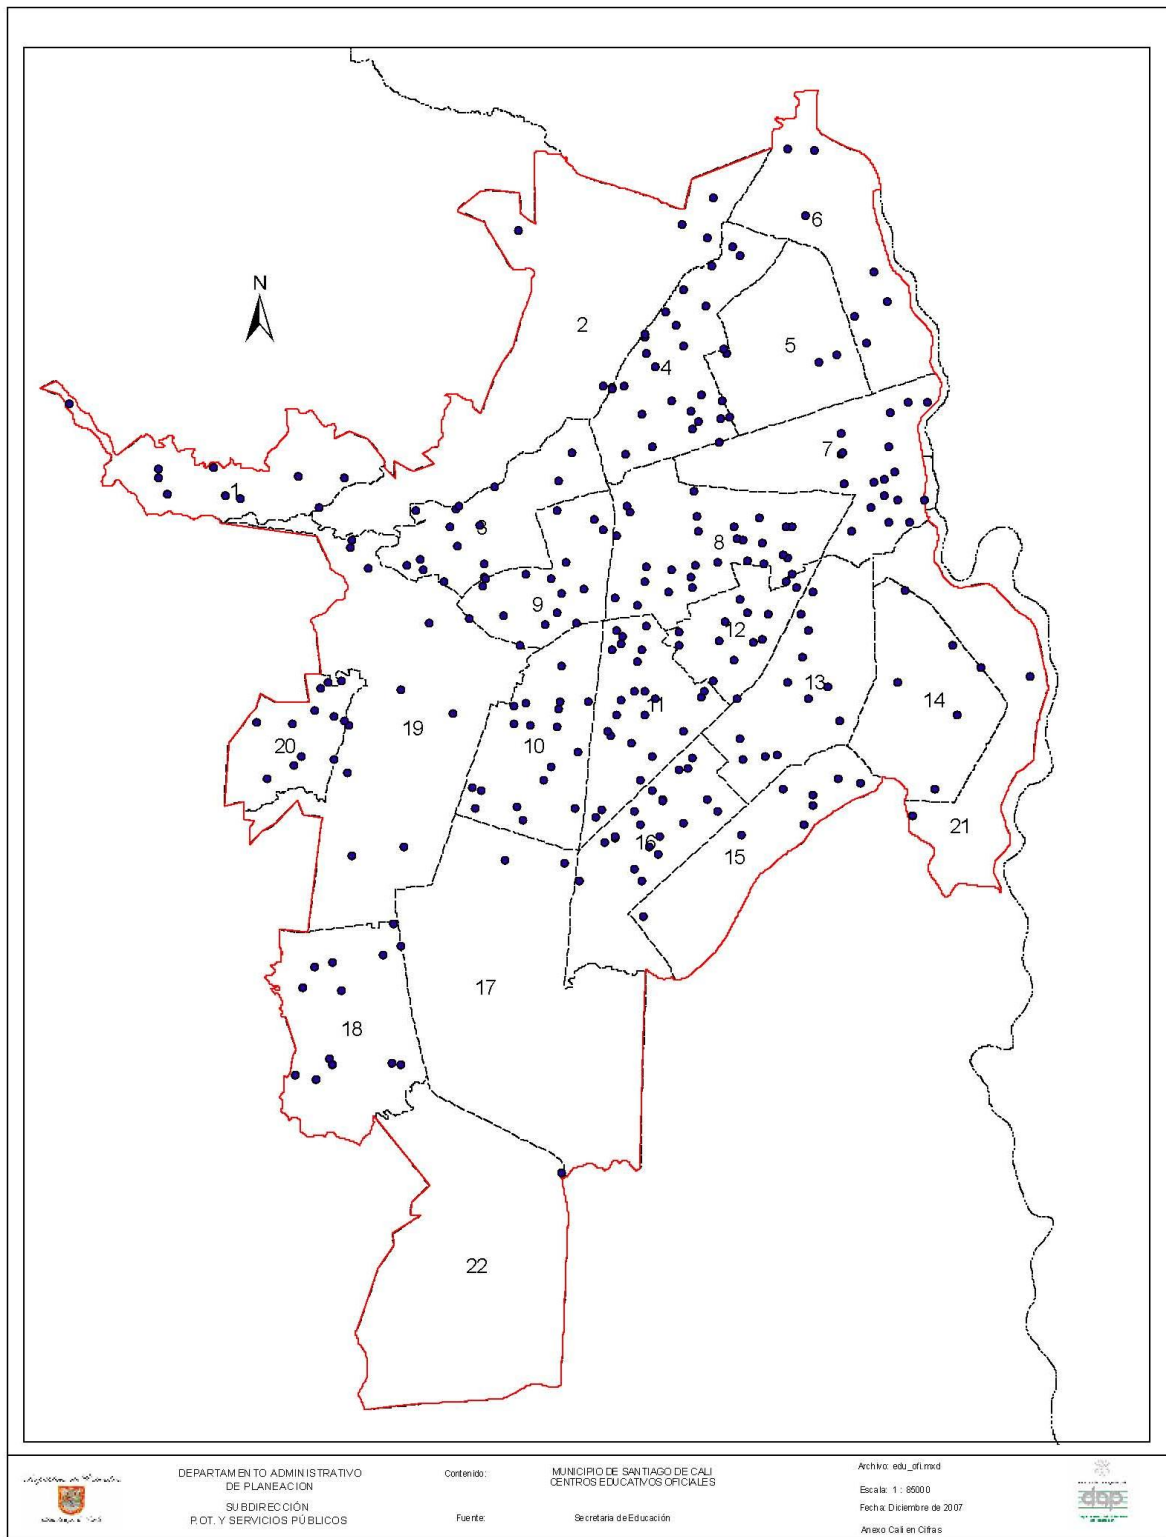 N
6
2
5
4
7
1
3
8
9
12
13
11
14
19
10
20
21
16
15
17
18
22
DEPARTAMENTO ADMINISTRATIVO
DE PLANEACION
SUBDIRECCIÓN
P.OT. Y SERVICIOS PÚBLICOS
Contenido:
MUNICIPIO DE SANTIAGO DE CALI
CENTROS EDUCATIVOS OFICIALES
Fuente:
Secretaria de Educación
Archivo: edu_ofi.mxd
Escala: 1 : 85000
Fecha: Diciembre de 2007
Anexo Cali en Cifras
dap